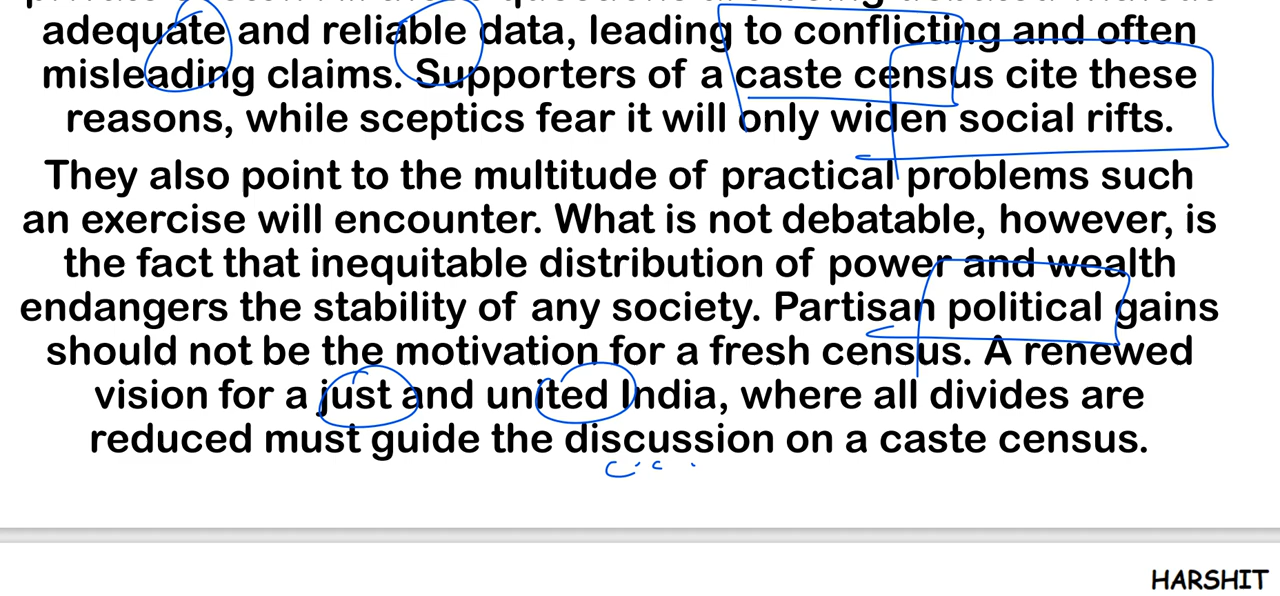 adequate and reliable data, leading to conflicting and often
misleading claims. Supporters of a caste census cite these
reasons, while sceptics fear it will only widen social rifts.
They also point to the multitude of practical problems such
an exercise will encounter. What is not debatable, however, is
the fact that inequitable distribution of power and wealth
endangers the stability of any society. Partisan political gains
should not be the motivation for a fresh census. A renewed
vision for a just and united India, where all divides are
reduced must guide the discussion on a caste census.
HARSHIT